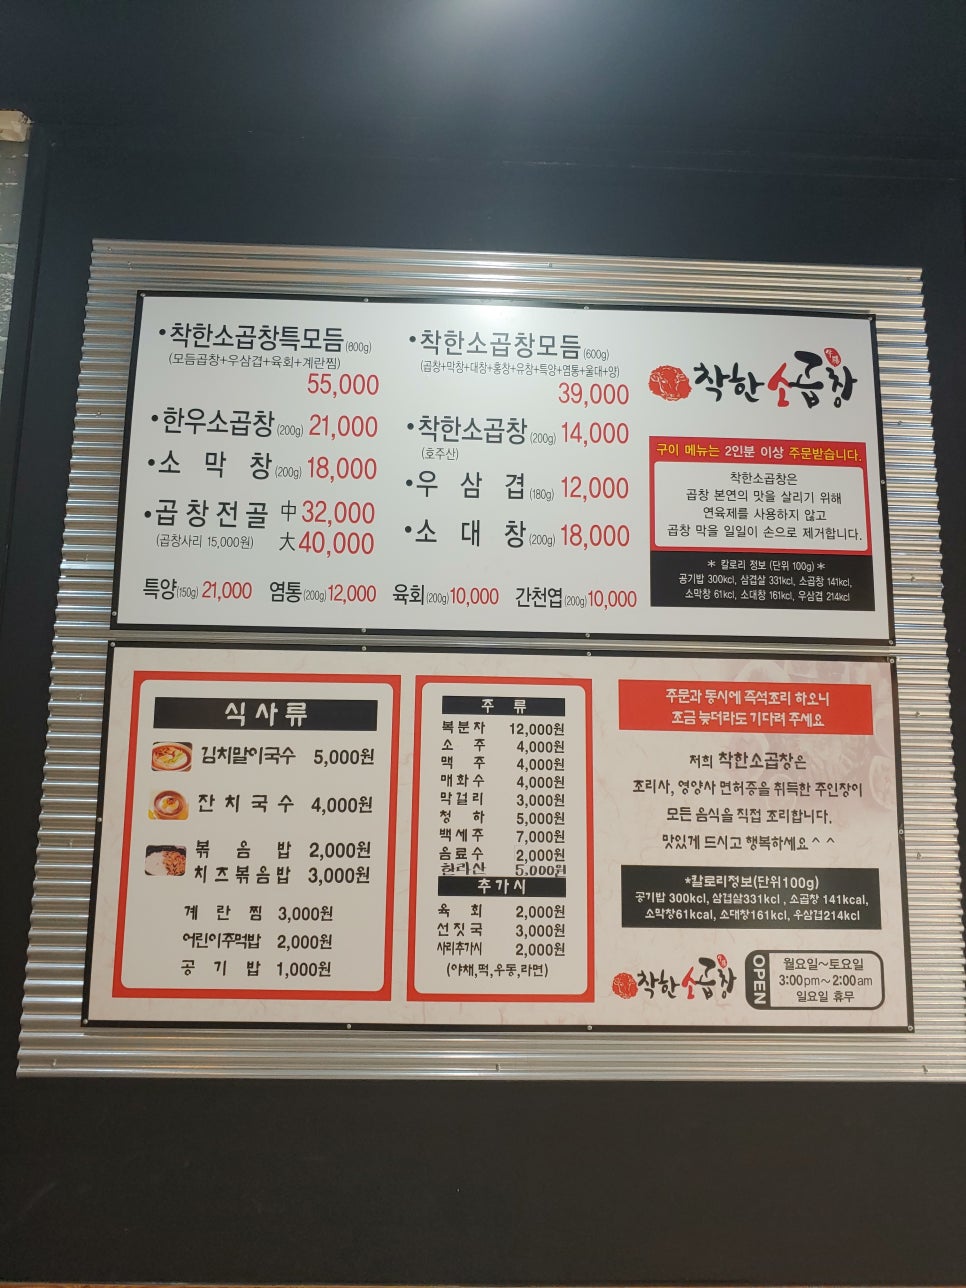 •착한소곱창특모듬(600g)
(모듬곱창+우삼겹+육회+계란찜)
55,000
•한우소곱창(200g) 21,000
•소 막 창(200g) 18,000
•곱창전골 中 32,000
(곱창사리 15,000원) 大 40,000
•착한소곱창모듬(600g)
(곱창+막창+대창+홍창+유창+특양+염통+울대+양)
39,000
•착한소곱창(200g) 14,000
(호주산)
•우 삼 겹(180g) 12,000
•소 대 창(200g) 18,000
특양(150g) 21,000 염통(200g)12,000 육회(200g)10,000 간천엽(200g)10,000
착한소곱창
구이 메뉴는 2인분 이상 주문받습니다.
착한소곱창은
곱창 본연의 맛을 살리기 위해
연육제를 사용하지 않고
곱창 막을 일일이 손으로 제거합니다.
* 칼로리 정보 (단위 100g) *
공기밥 300kcl, 삼겹살 331kcl, 소곱창 141kcl,
소막창 61kcl, 소대창 161kcl, 우삼겹 214kcl
식사류
김치말이국수 5,000원
잔치국수 4,000원
볶 음 밥 2,000원
치즈볶음밥 3,000원
계 란 찜 3,000원
어린이주먹밥 2,000원
공 기 밥 1,000원
주 류
복분자 12,000원
소 주 4,000원
맥 주 4,000원
매화수 4,000원
막걸리 3,000원
청 하 5,000원
백세주 7,000원
음료수 2,000원
한라산 5,000원
추가시
육 회 2,000원
선짓국 3,000원
사리추가시 2,000원
(야채,떡,우동,라면)
주문과 동시에 즉석조리 하오니
조금 늦더라도 기다려 주세요
저희 착한소곱창은
조리사, 영양사 면허증을 취득한 주인장이
모든 음식을 직접 조리합니다.
맛있게 드시고 행복하세요^^
*칼로리정보(단위100g)
공기밥 300kcl, 삼겹살331kcl, 소곱창 141kcal,
소막창61kcal, 소대창161kcl, 우삼겹214kcl
착한소곱창
OPEN
월요일~토요일
3:00pm~2:00am
일요일 휴무